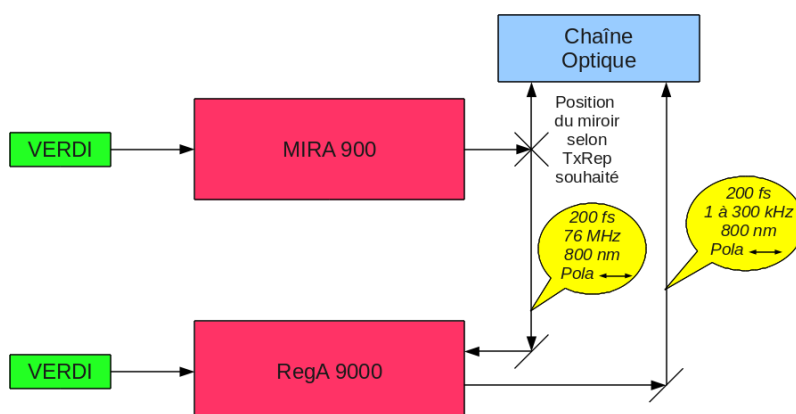 Chaîne
Optique
Position
du miroir
selon
TxRep
souhaité
VERDI
MIRA 900
200 fs
76 MHz
800 nm
Pola
200 fs
1 à 300 kHz
800 nm
Pola
VERDI
RegA 9000